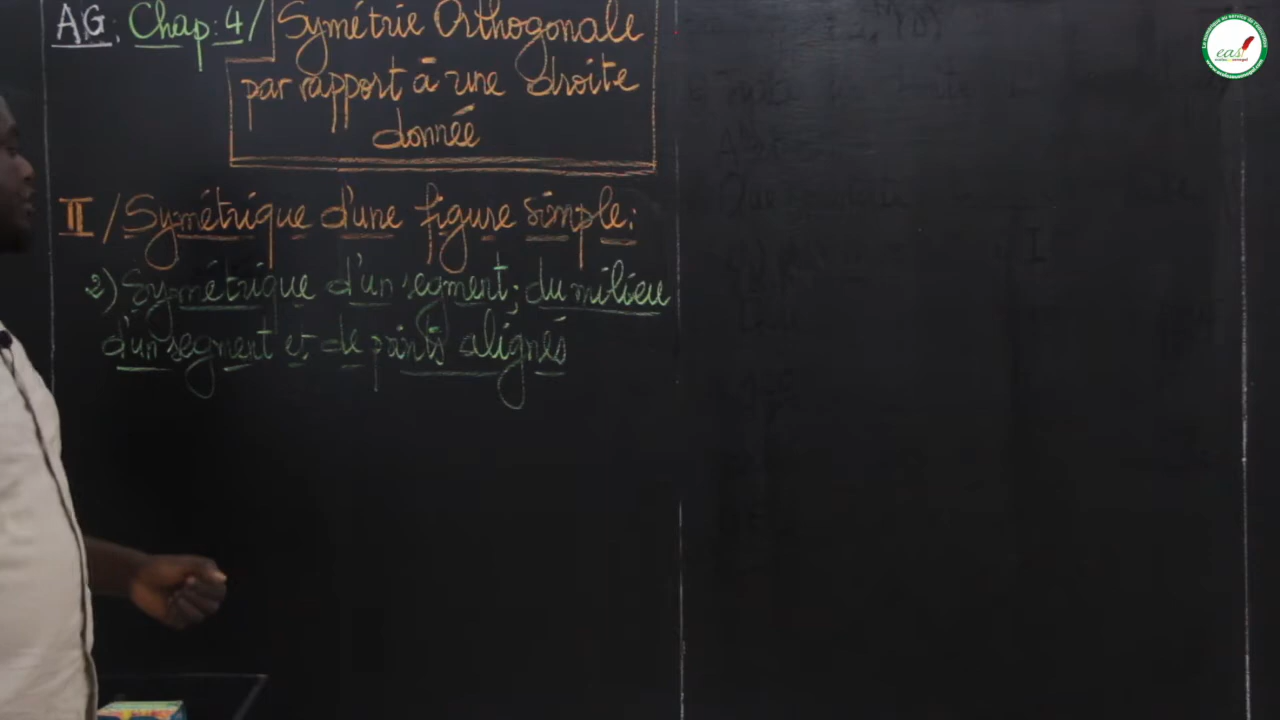 A.G: Chap: 4/ Symétrie Orthogonale
par rapport à une droite
donnée
II/ Symétrique d'une figure simple:
2) Symétrique d'un segment; du milieu
d'un segment et de points alignés
easi